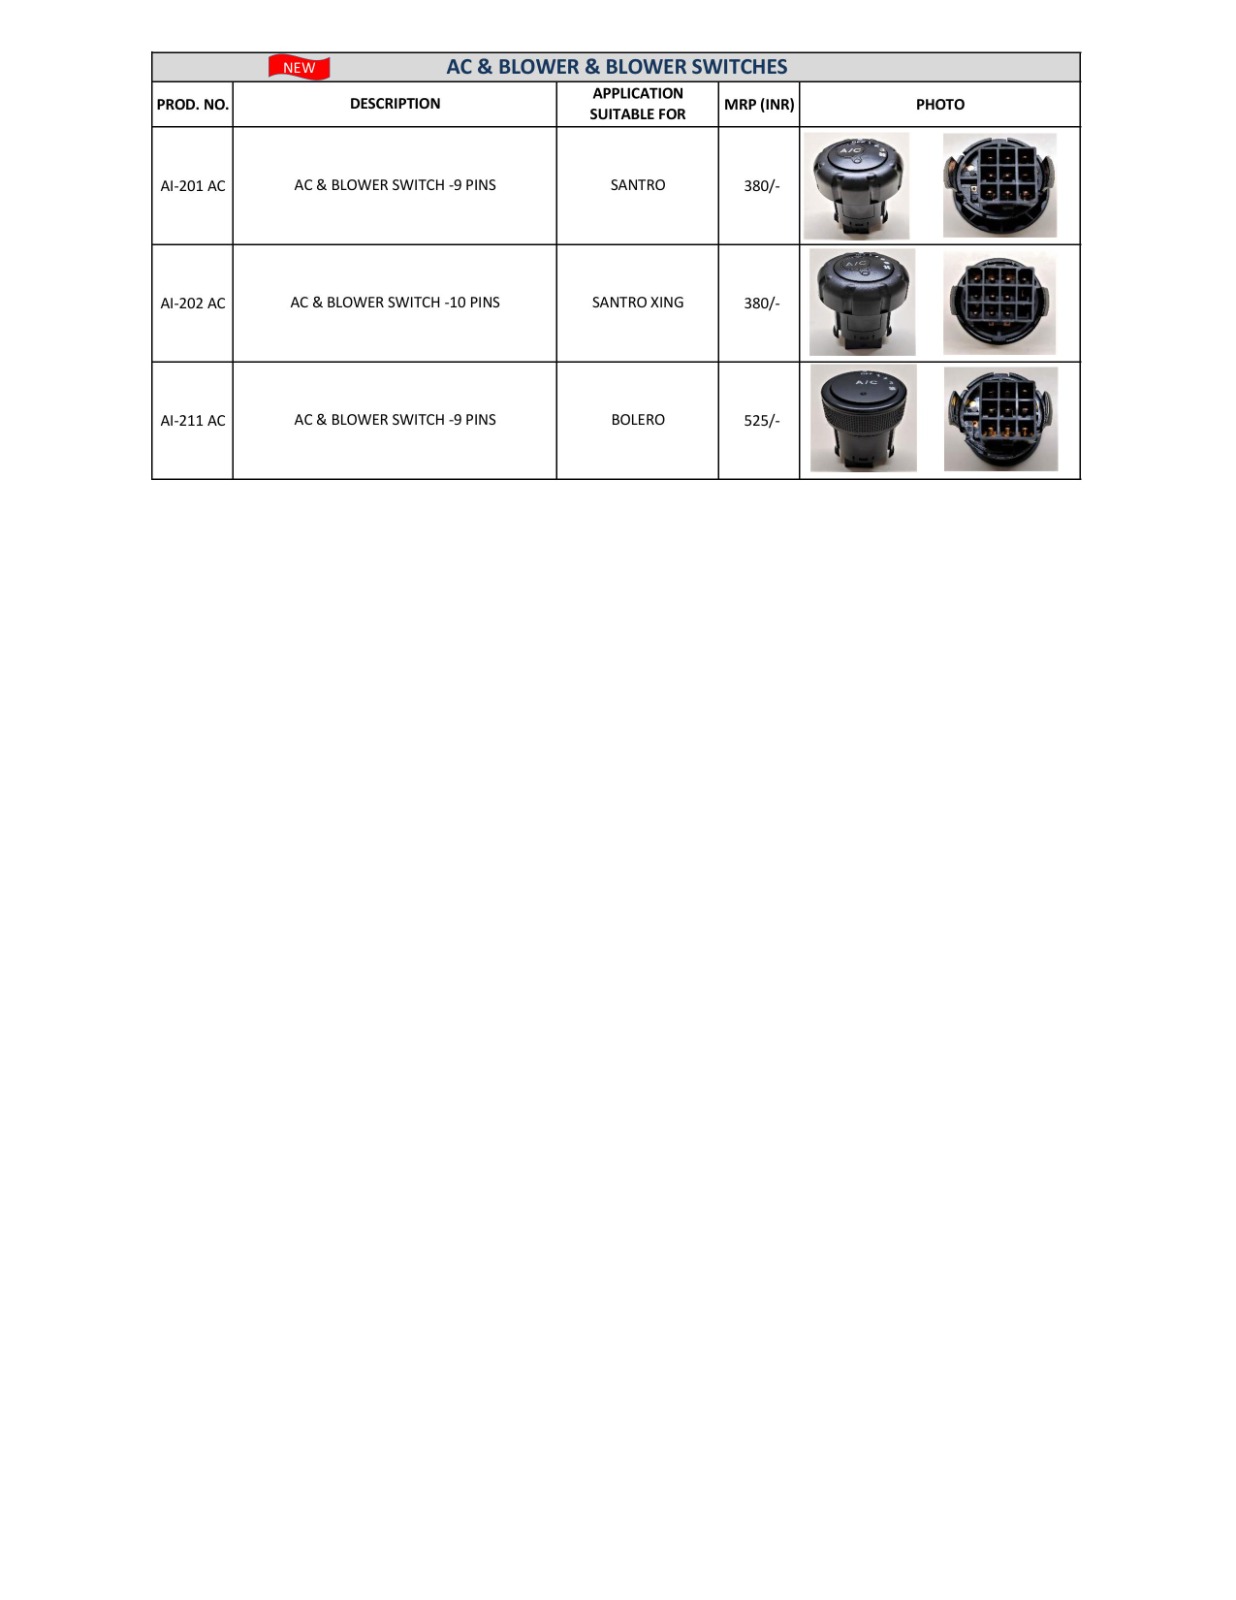 NEW AC & BLOWER & BLOWER SWITCHES
PROD. NO. DESCRIPTION APPLICATION SUITABLE FOR MRP (INR) PHOTO
AI-201 AC AC & BLOWER SWITCH -9 PINS SANTRO 380/-
A/C
AI-202 AC AC & BLOWER SWITCH -10 PINS SANTRO XING 380/-
A/C
AI-211 AC AC & BLOWER SWITCH -9 PINS BOLERO 525/-
A/C